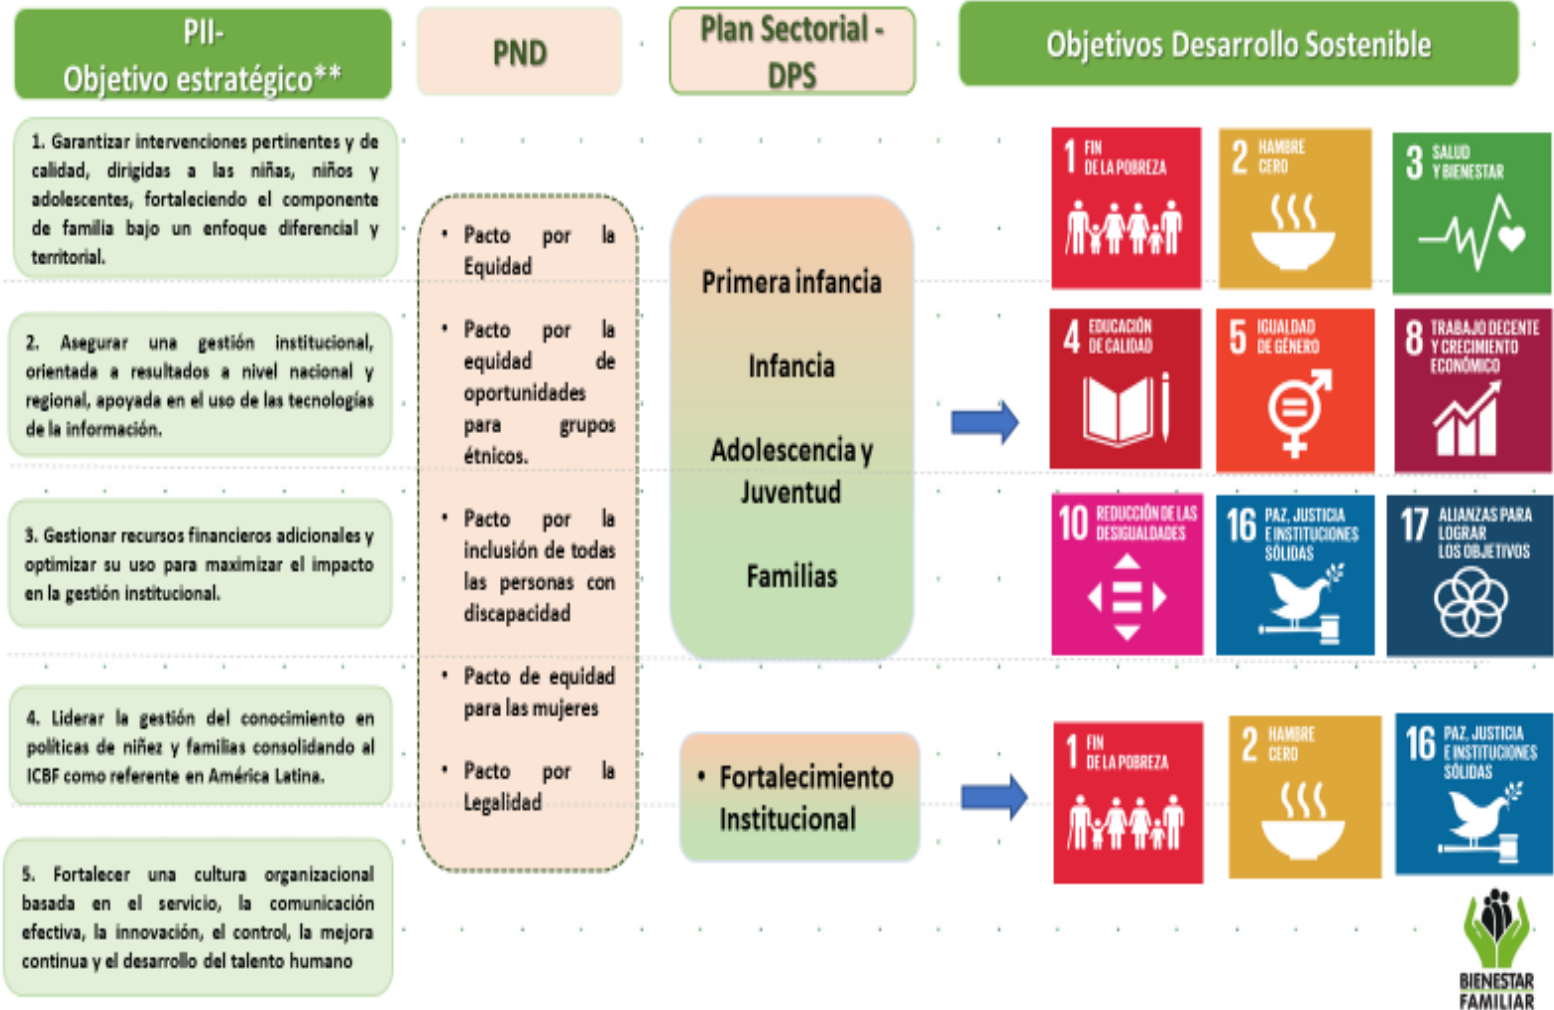 PII-
Objetivo estratégico**
PND
Plan Sectorial -
DPS
Objetivos Desarrollo Sostenible
1. Garantizar intervenciones pertinentes y de
calidad, dirigidas a las niñas, niños y
adolescentes, fortaleciendo el componente
de familia bajo un enfoque diferencial y
territorial.
2. Asegurar una gestión institucional,
orientada a resultados a nivel nacional y
regional, apoyada en el uso de las tecnologías
de la información.
3. Gestionar recursos financieros adicionales y
optimizar su uso para maximizar el impacto
en la gestión institucional.
4. Liderar la gestión del conocimiento en
políticas de niñez y familias consolidando al
ICBF como referente en América Latina.
5. Fortalecer una cultura organizacional
basada en el servicio, la comunicación
efectiva, la innovación, el control, la mejora
continua y el desarrollo del talento humano
• Pacto por la
Equidad
• Pacto por la
equidad de
oportunidades
para grupos
étnicos.
• Pacto por la
inclusión de todas
las personas con
discapacidad
• Pacto de equidad
para las mujeres
• Pacto por la
Legalidad
Primera infancia
Infancia
Adolescencia y
Juventud
Familias
• Fortalecimiento
Institucional
1 FIN
DE LA POBREZA
2 HAMBRE
CERO
3 SALUD
Y BIENESTAR
4 EDUCACIÓN
DE CALIDAD
5 IGUALDAD
DE GÉNERO
8 TRABAJO DECENTE
Y CRECIMIENTO
ECONÓMICO
10 REDUCCIÓN DE LAS
DESIGUALDADES
16 PAZ, JUSTICIA
E INSTITUCIONES
SÓLIDAS
17 ALIANZAS PARA
LOGRAR
LOS OBJETIVOS
1 FIN
DE LA POBREZA
2 HAMBRE
CERO
16 PAZ, JUSTICIA
E INSTITUCIONES
SÓLIDAS
BIENESTAR
FAMILIAR